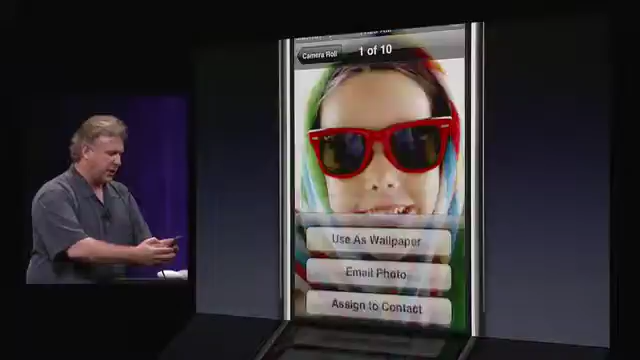 Camera Roll
1 of 10
Use As Wallpaper
Email Photo
Assign to Contact